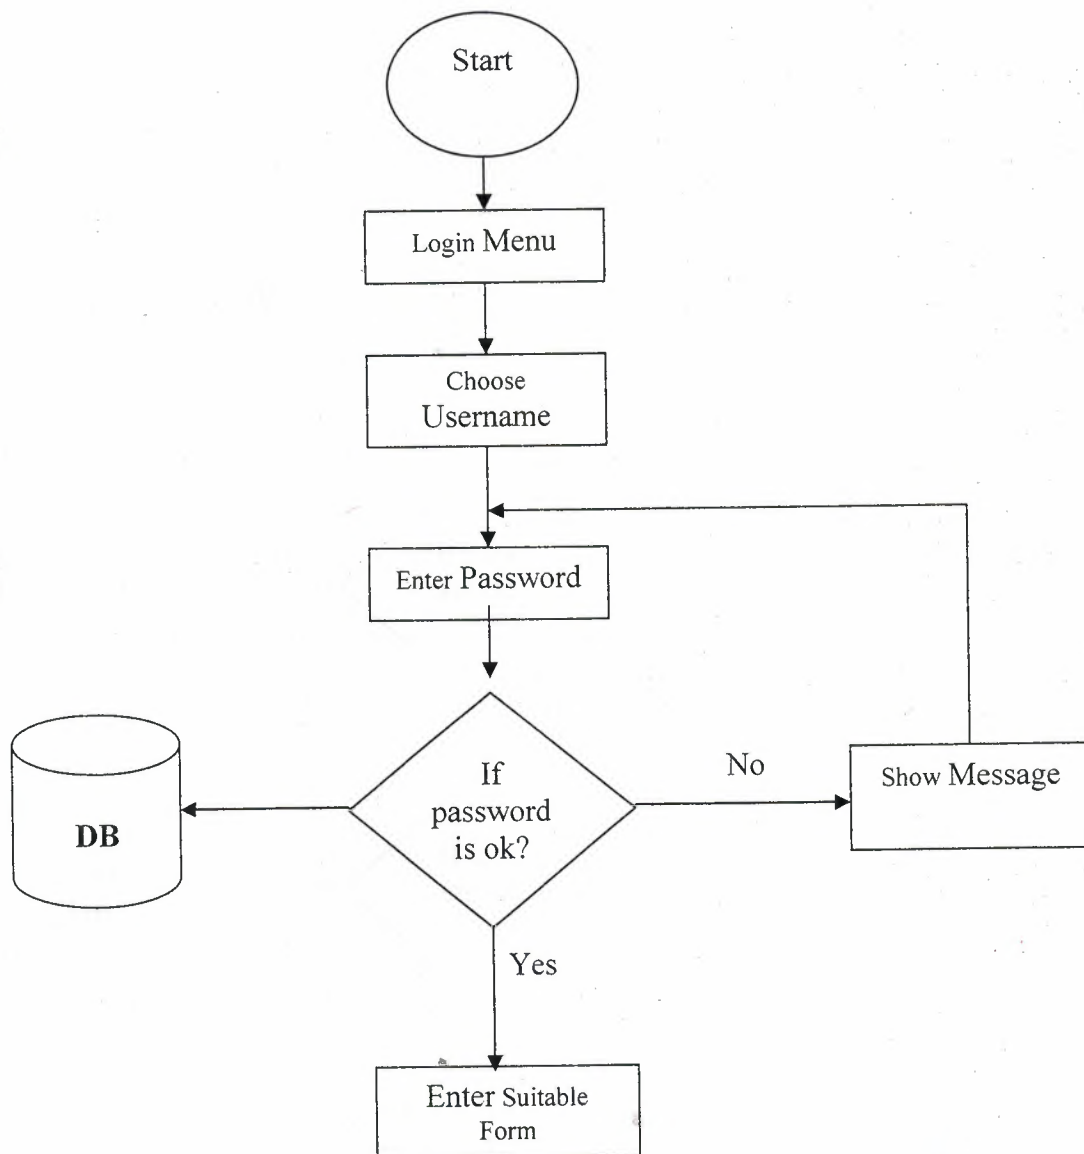 Start
Login Menu
Choose
Username
Enter Password
If
password
is ok?
No
Show Message
DB
Yes
Enter Suitable
Form